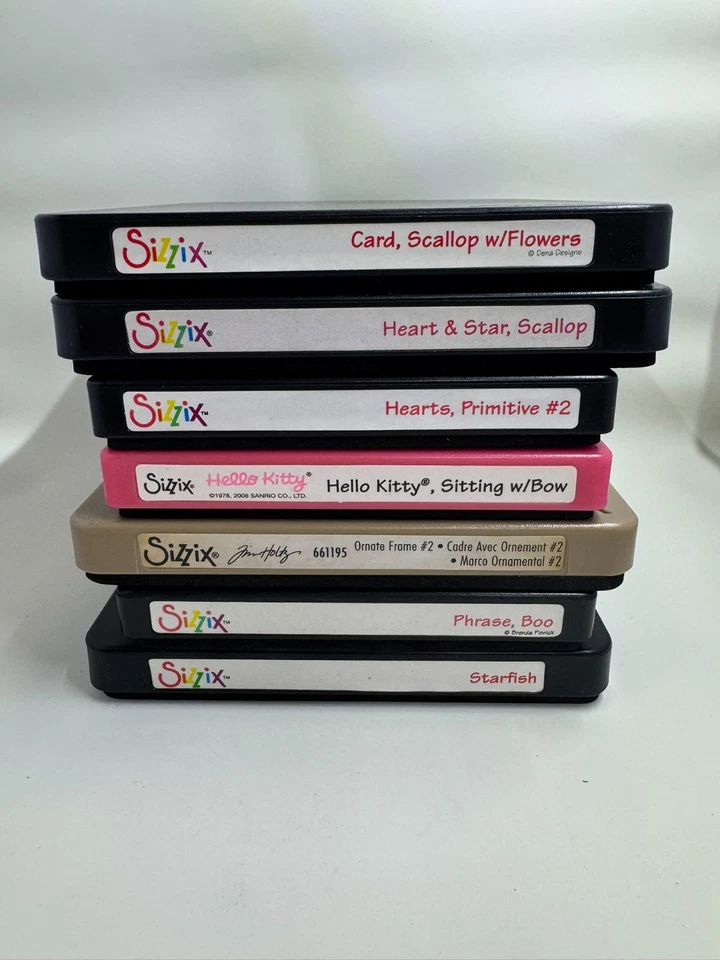 Sizzix™ Card, Scallop w/Flowers
© Dena Designs
Sizzix® Heart & Star, Scallop
Sizzix™ Hearts, Primitive #2
Sizzix® Hello Kitty® Hello Kitty®, Sitting w/Bow
©1976, 2008 SANRIO CO., LTD.
Sizzix® Tim Holtz 661195 Ornate Frame #2 • Cadre Avec Ornement #2
• Marco Ornamental #2
Sizzix™ Phrase, Boo
© Brenda Pinnick
Sizzix™ Starfish